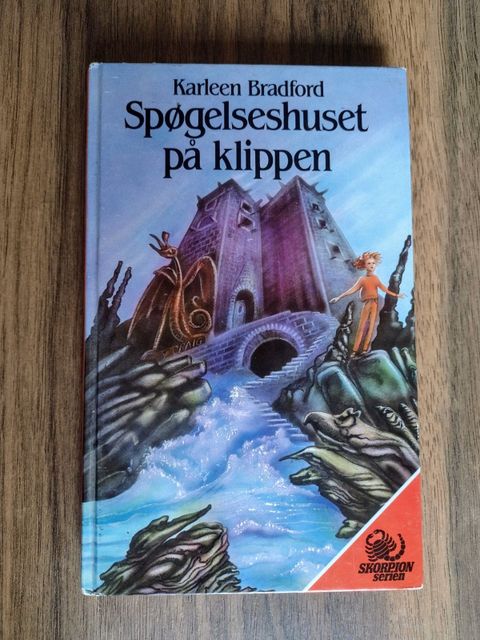 Karleen Bradford
Spøgelseshuset
på klippen
SKORPION
serien